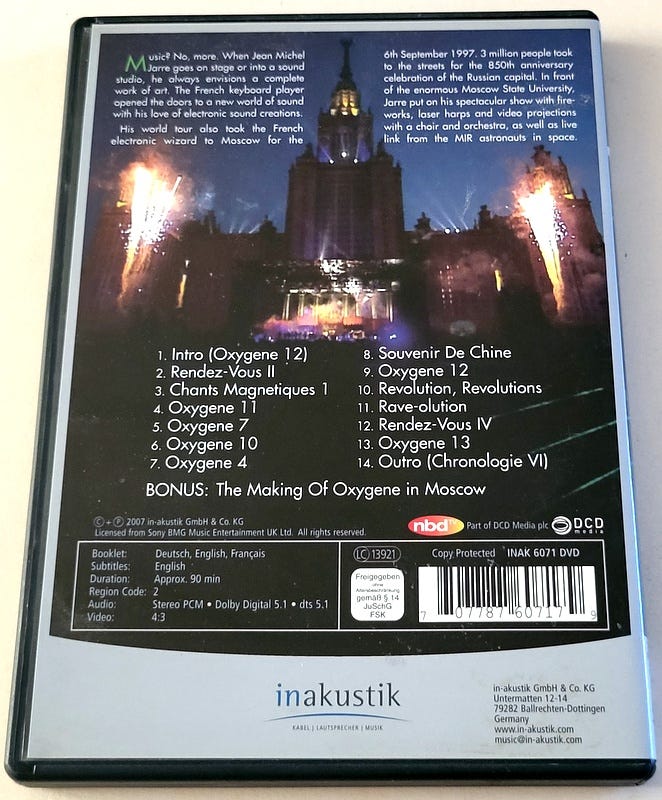 Music? No, more. When Jean Michel
Jarre goes on stage or into a sound
studio, he always envisions a complete
work of art. The French keyboard player
opened the doors to a new world of sound
with his love of electronic sound creations.
His world tour also took the French
electronic wizard to Moscow for the
6th September 1997. 3 million people took
to the streets for the 850th anniversary
celebration of the Russian capital. In front
of the enormous Moscow State University,
Jarre put on his spectacular show with fire-
works, laser harps and video projections
with a choir and orchestra, as well as live
link from the MIR astronauts in space.
1. Intro (Oxygene 12)
2. Rendez-Vous II
3. Chants Magnetiques 1
4. Oxygene 11
5. Oxygene 7
6. Oxygene 10
7. Oxygene 4
8. Souvenir De Chine
9. Oxygene 12
10. Revolution, Revolutions
11. Rave-olution
12. Rendez-Vous IV
13. Oxygene 13
14. Outro (Chronologie VI)
BONUS: The Making Of Oxygene in Moscow
© + ℗ 2007 in-akustik GmbH & Co. KG
Licensed from Sony BMG Music Entertainment UK Ltd. All rights reserved.
nbd TV Part of DCD Media plc DCD
media
Booklet: Deutsch, English, Français
Subtitles: English
Duration: Approx. 90 min
Region Code: 2
Audio: Stereo PCM • Dolby Digital 5.1 • dts 5.1
Video: 4:3
LC 13921
Freigegeben
ohne
Altersbeschränkung
gemäß § 14
JuSchG
FSK
Copy Protected INAK 6071 DVD
7 07787 60717 9
inakustik
KABEL | LAUTSPRECHER | MUSIK
in-akustik GmbH & Co. KG
Untermatten 12-14
79282 Ballrechten-Dottingen
Germany
www.in-akustik.com
music@in-akustik.com